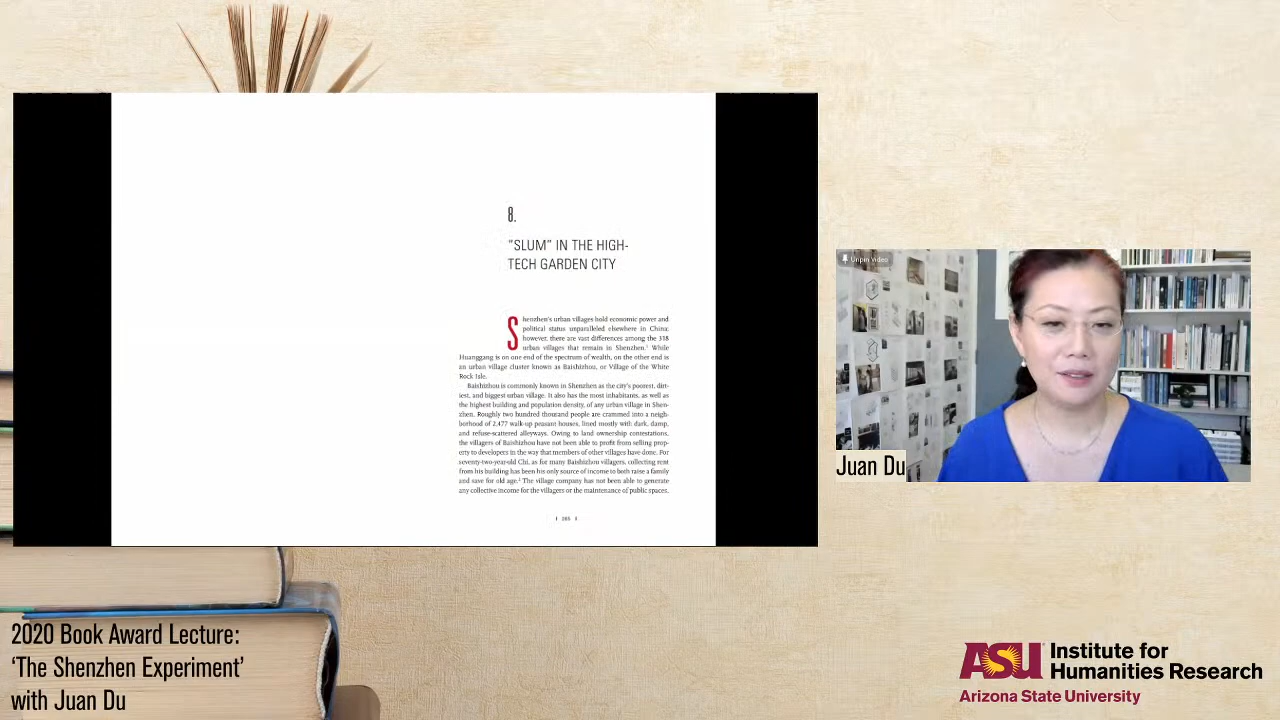 8.
"SLUM" IN THE HIGH-
TECH GARDEN CITY
Shenzhen's urban villages hold economic power and
political status unparalleled elsewhere in China;
however, there are vast differences among the 318
urban villages that remain in Shenzhen.1 While
Huanggang is on one end of the spectrum of wealth, on the other end is
an urban village cluster known as Baishizhou, or Village of the White
Rock Isle.
Baishizhou is commonly known in Shenzhen as the city's poorest, dirt-
iest, and biggest urban village. It also has the most inhabitants, as well as
the highest building and population density, of any urban village in Shen-
zhen. Roughly two hundred thousand people are crammed into a neigh-
borhood of 2,477 walk-up peasant houses, lined mostly with dark, damp,
and refuse-scattered alleyways. Owing to land ownership contestations,
the villagers of Baishizhou have not been able to profit from selling prop-
erty to developers in the way that members of other villages have done. For
seventy-two-year-old Chi, as for many Baishizhou villagers, collecting rent
from his building has been his only source of income to both raise a family
and save for old age.2 The village company has not been able to generate
any collective income for the villagers or the maintenance of public spaces.
205
Unpin Video
Juan Du
2020 Book Award Lecture:
'The Shenzhen Experiment'
with Juan Du
ASU Institute for
Humanities Research
Arizona State University